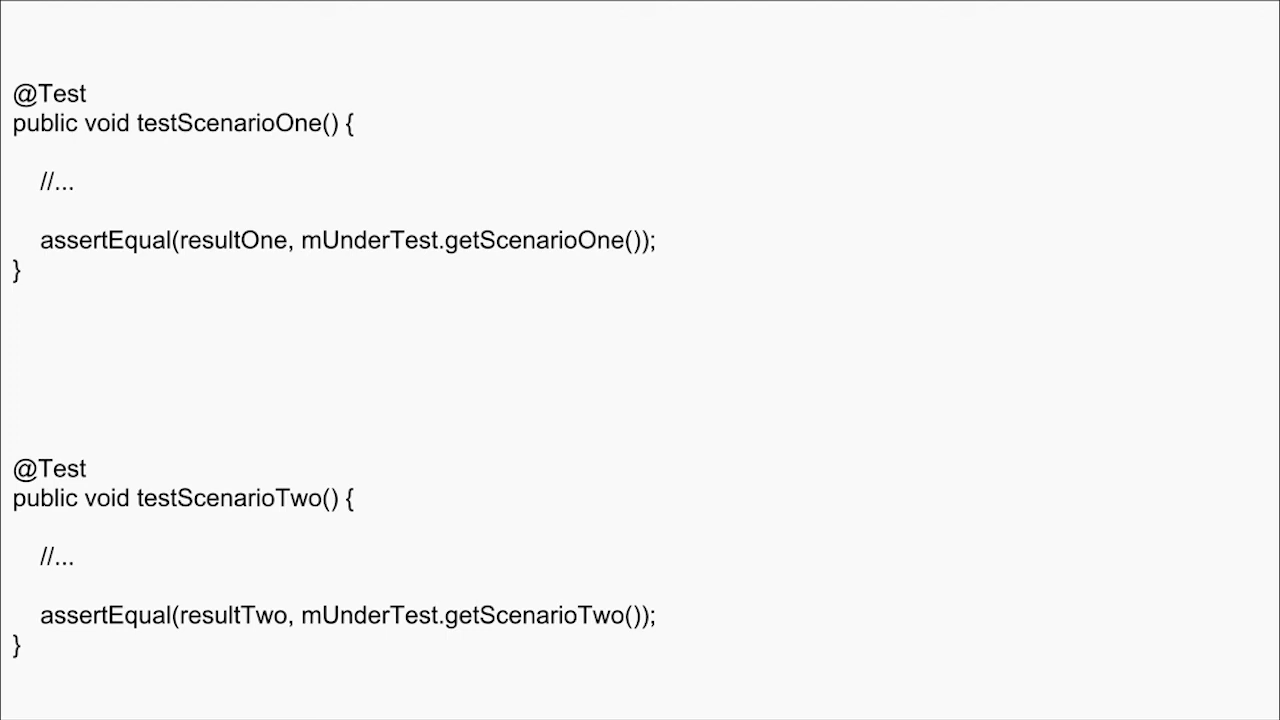 @Test
public void testScenarioOne() {
//...
assertEqual(resultOne, mUnderTest.getScenarioOne());
}
@Test
public void testScenarioTwo() {
//...
assertEqual(resultTwo, mUnderTest.getScenarioTwo());
}